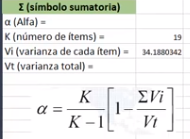 Σ (símbolo sumatoria)
α (Alfa) =
K (número de ítems) = 19
Vi (varianza de cada ítem) = 34.1880342
Vt (varianza total) =
α = K / K − 1 [1 − ΣVi / Vt]